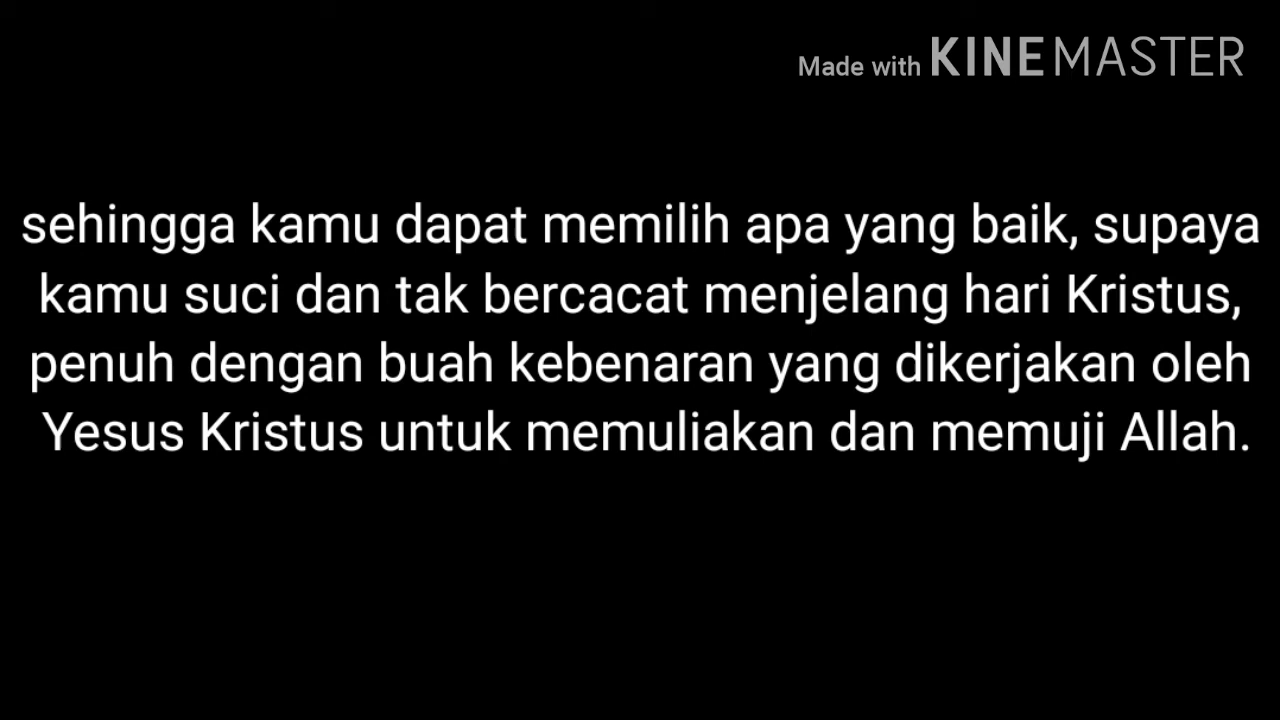 Made with KINEMASTER
sehingga kamu dapat memilih apa yang baik, supaya
kamu suci dan tak bercacat menjelang hari Kristus,
penuh dengan buah kebenaran yang dikerjakan oleh
Yesus Kristus untuk memuliakan dan memuji Allah.